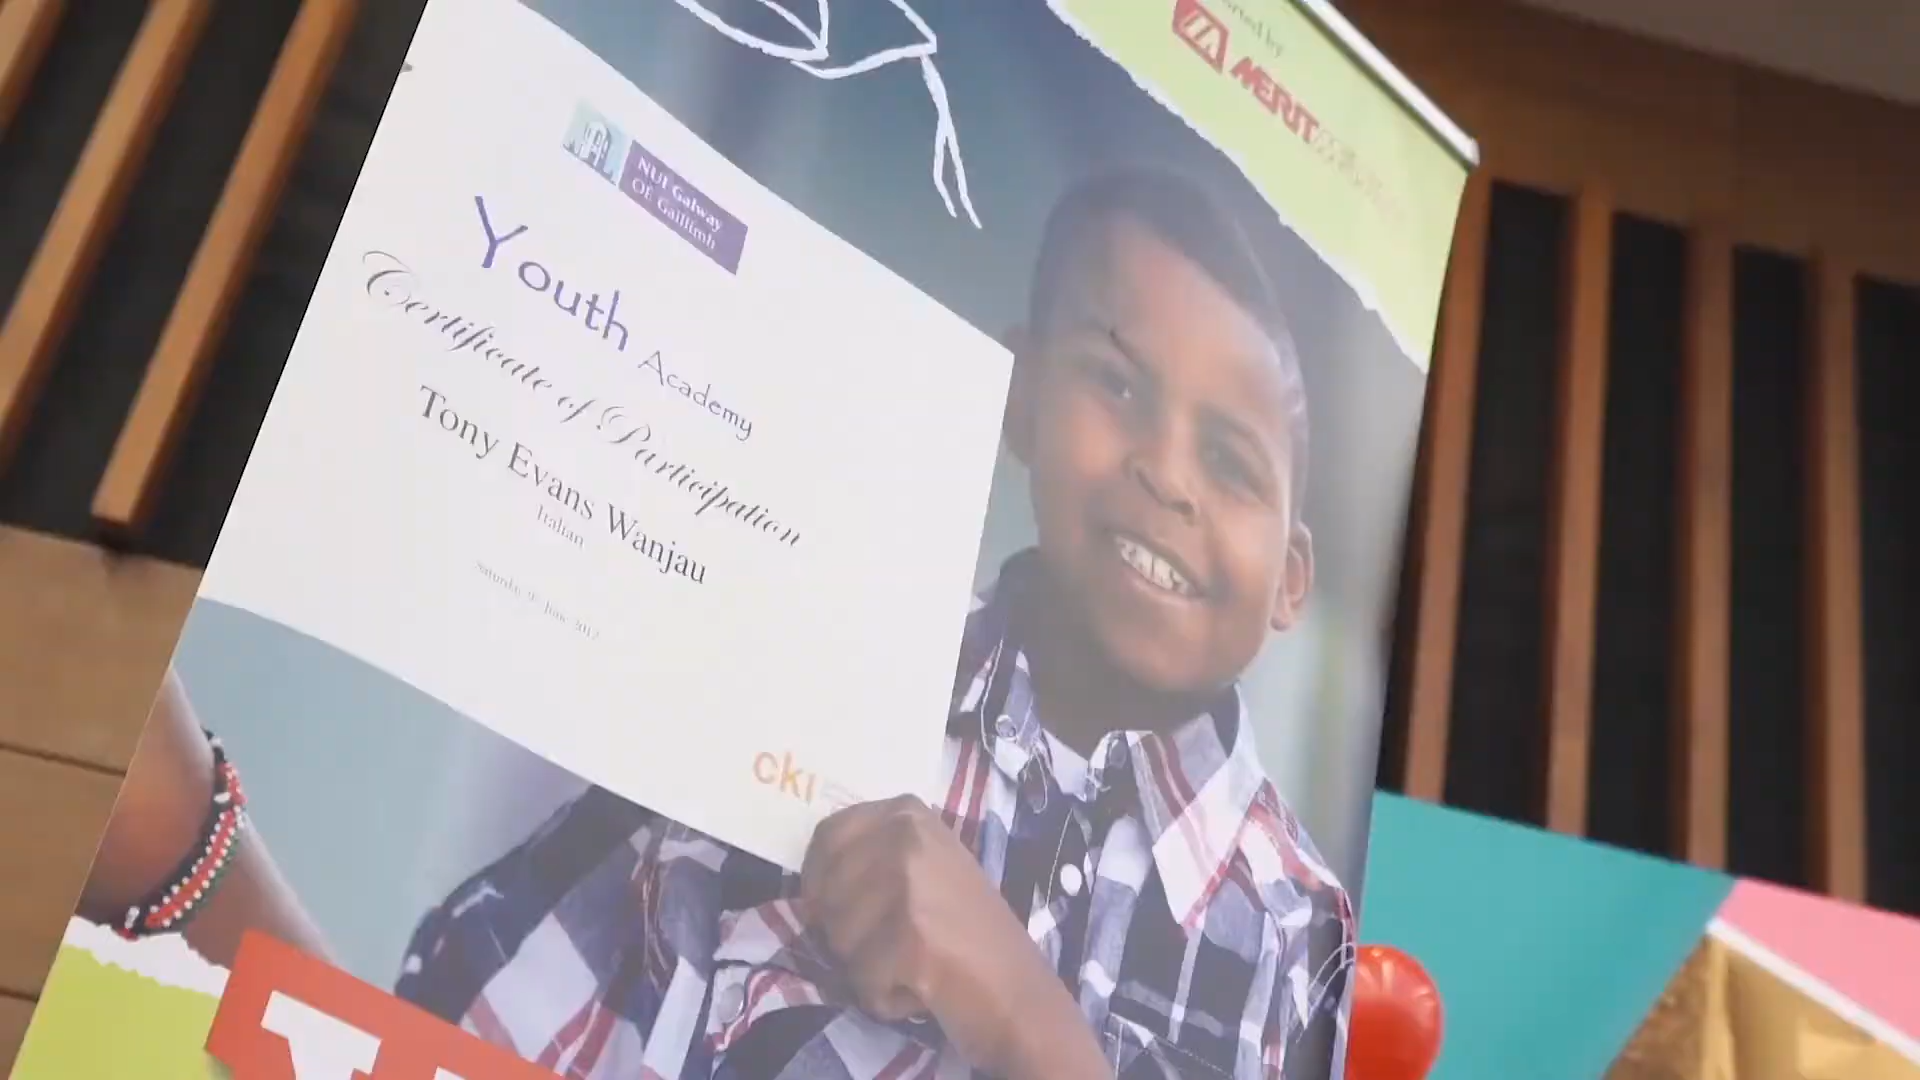 MERIT
NUI Galway
OÉ Gaillimh
Youth
Academy
Certificate of Participation
Tony Evans Wanjau
Italian
cki